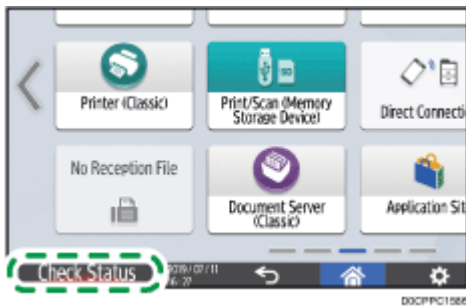 Printer (Classic)
Print/Scan (Memory
Storage Device)
Direct Connecti
No Reception File
Document Server
(Classic)
Application Sit
Check Status
2019/07/11
D0CPPC1586